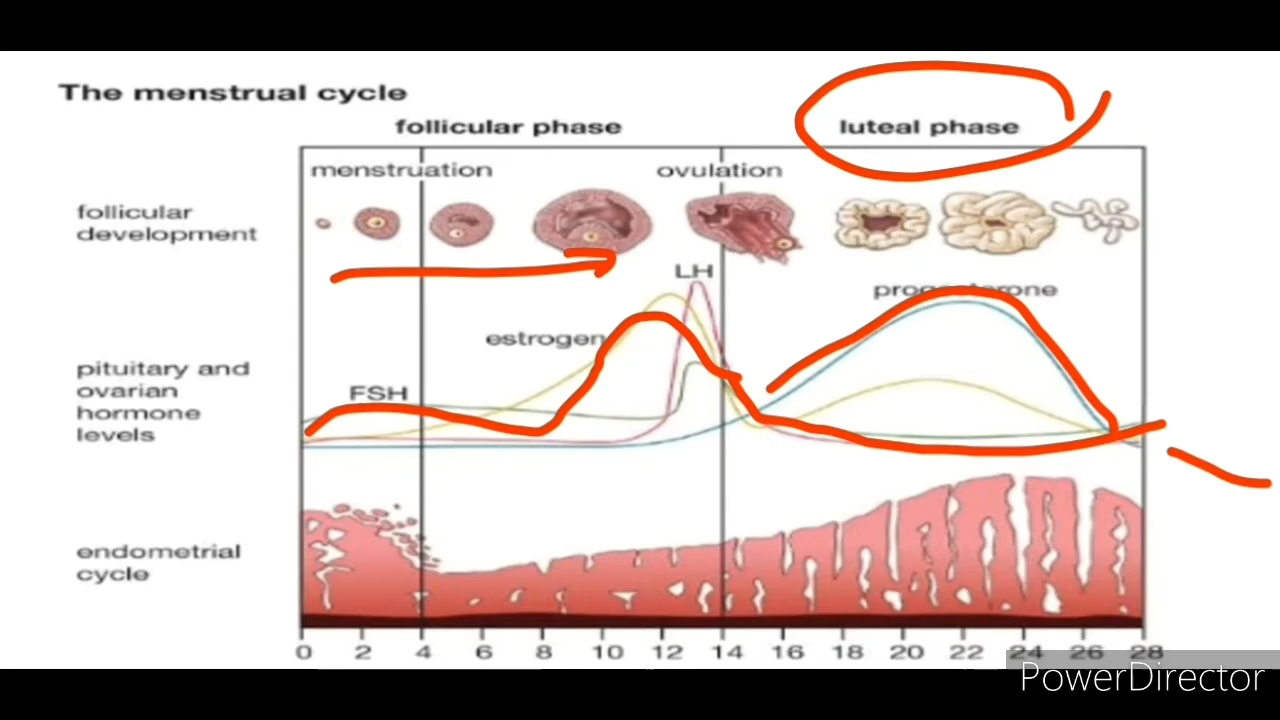 The menstrual cycle
follicular phase
luteal phase
menstruation
ovulation
follicular
development
LH
progesterone
estrogen
pituitary and
ovarian
hormone
levels
FSH
endometrial
cycle
0 2 4 6 8 10 12 14 16 18 20 22 24 26 28
PowerDirector